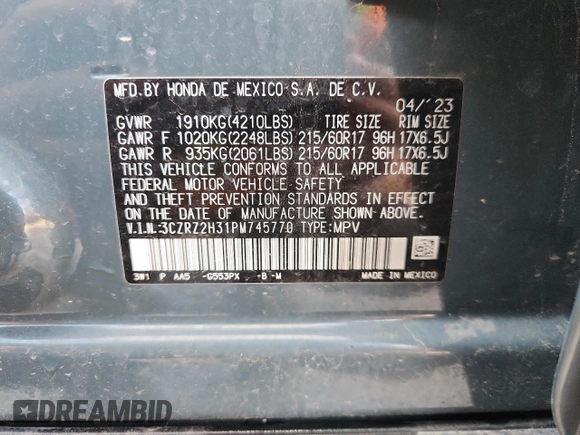 MFD.BY HONDA DE MEXICO S.A. DE C.V.
04/'23
GVWR 1910KG(4210LBS) TIRE SIZE RIM SIZE
GAWR F 1020KG(2248LBS) 215/60R17 96H 17X6.5J
GAWR R 935KG(2061LBS) 215/60R17 96H 17X6.5J
THIS VEHICLE CONFORMS TO ALL APPLICABLE
FEDERAL MOTOR VEHICLE SAFETY
AND THEFT PREVENTION STANDARDS IN EFFECT
ON THE DATE OF MANUFACTURE SHOWN ABOVE.
V.I.N:3CZRZ2H31PM745770 TYPE:MPV
3W1 P AA5 -G553PX -B -M MADE IN MEXICO
DREAMBID